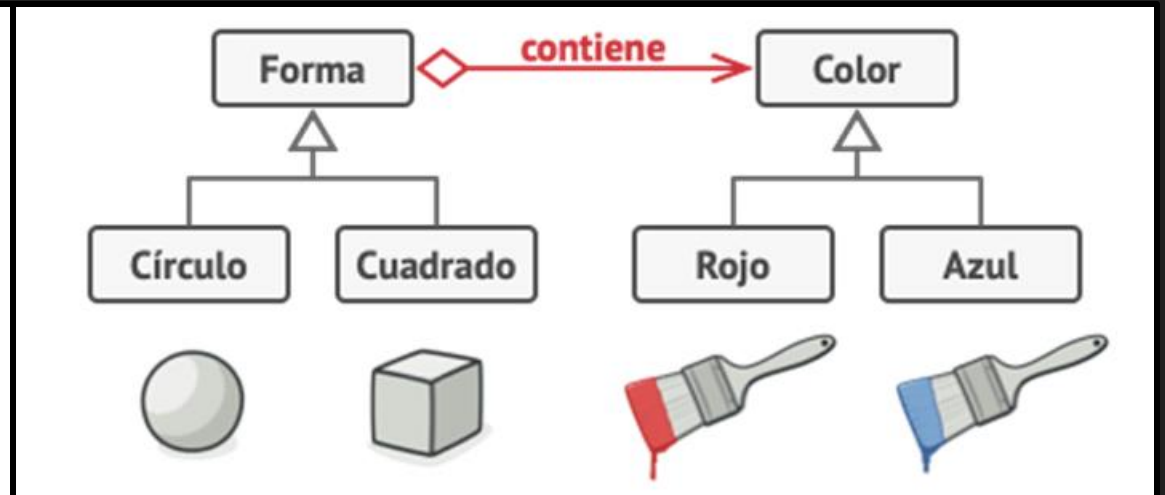 contiene
Forma
Color
Círculo
Cuadrado
Rojo
Azul